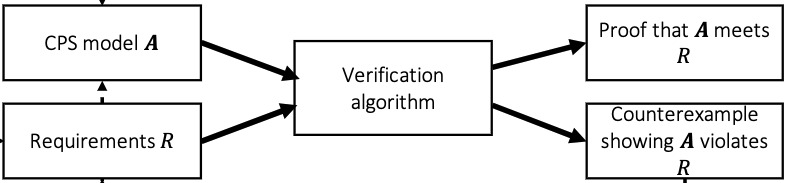 CPS model A
Requirements R
Verification
algorithm
Proof that A meets
R
Counterexample
showing A violates
R